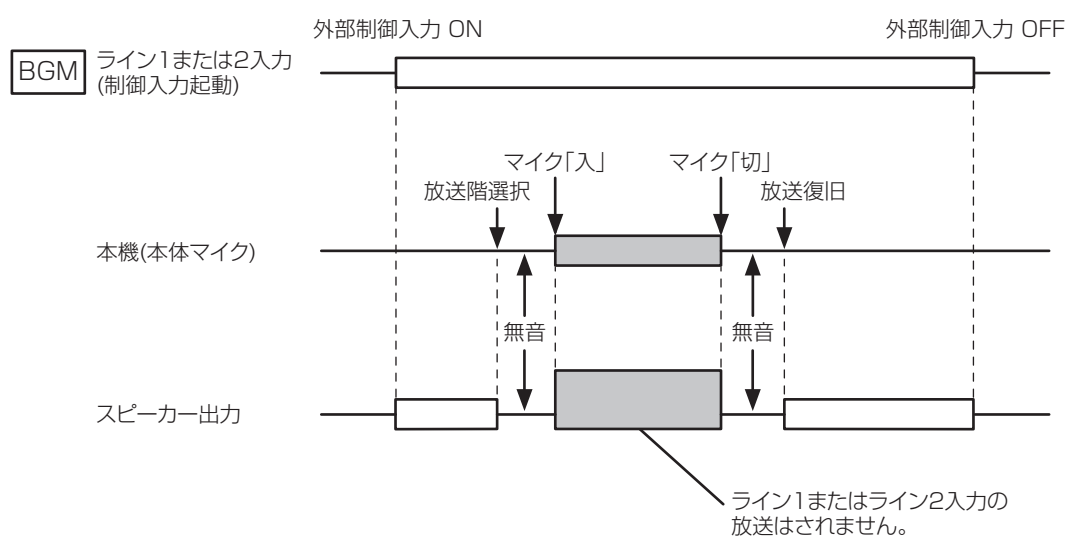 外部制御入力 ON
外部制御入力 OFF
BGM
ライン1または2入力
(制御入力起動)
マイク「入」
マイク「切」
放送階選択
放送復旧
本機(本体マイク)
無音
無音
スピーカー出力
ライン1またはライン2入力の
放送はされません。